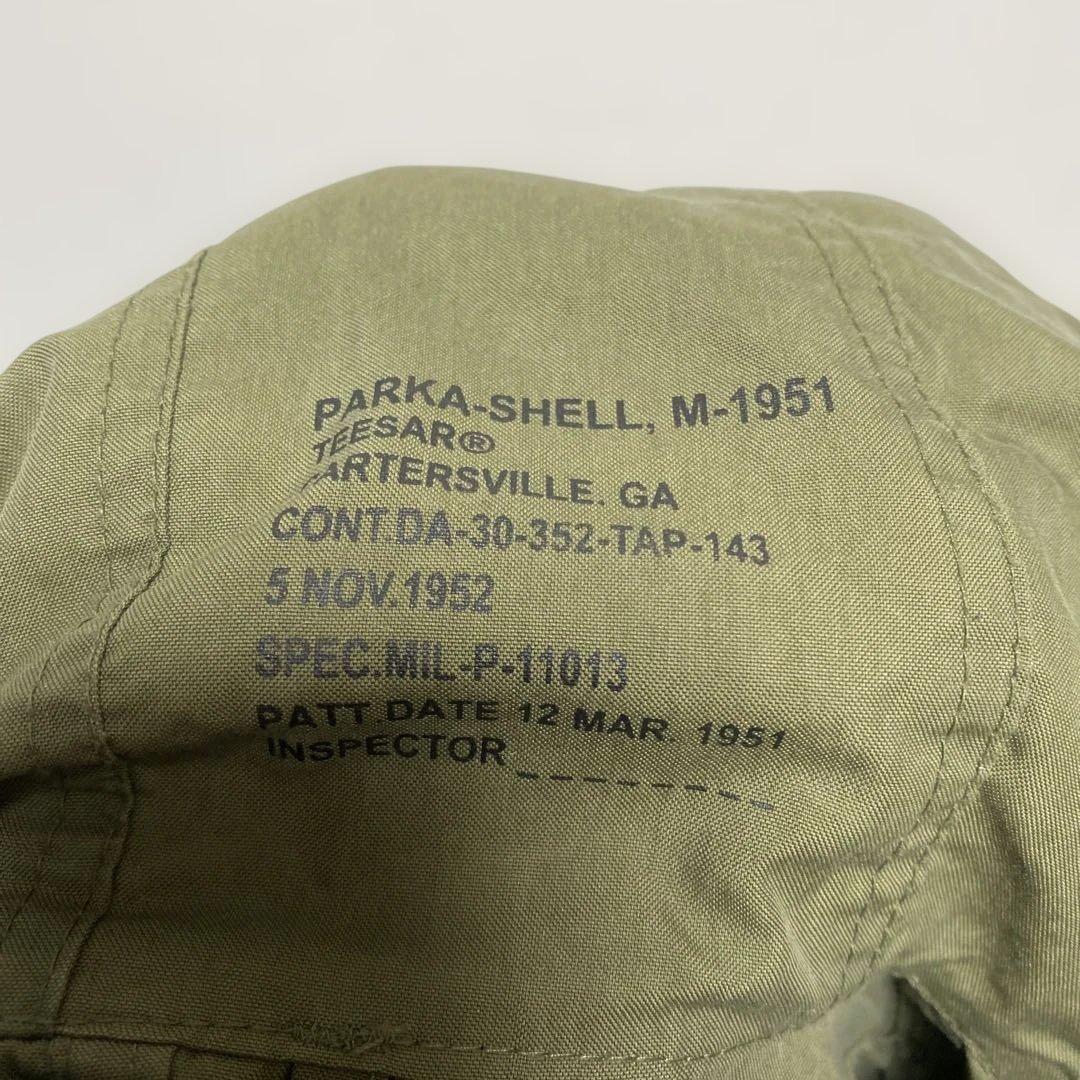 PARKA-SHELL, M-1951
TEESAR®
ARTERSVILLE. GA
CONT.DA-30-352-TAP-143
5 NOV.1952
SPEC.MIL-P-11013
PATT.DATE 12 MAR. 1951
INSPECTOR _ _ _ _ _ _ _ _